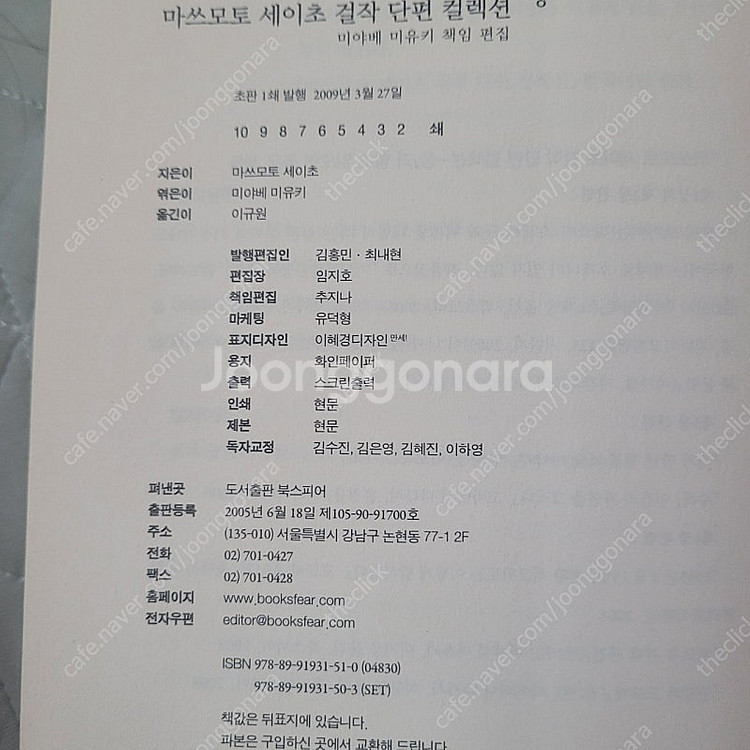 마쓰모토 세이초 걸작 단편 컬렉션
미야베 미유키 책임 편집
초판 1쇄 발행 2009년 3월 27일
10 9 8 7 6 5 4 3 2 쇄
지은이 마쓰모토 세이초
엮은이 미야베 미유키
옮긴이 이규원
발행편집인 김홍민 · 최내현
편집장 임지호
책임편집 추지나
마케팅 유덕형
표지디자인 이혜경디자인 만세!
용지 화인페이퍼
출력 스크린출력
Joonggonara
인쇄 현문
제본 현문
독자교정 김수진, 김은영, 김혜진, 이하영
펴낸곳 도서출판 북스피어
출판등록 2005년 6월 18일 제105-90-91700호
주소 (135-010) 서울특별시 강남구 논현동 77-1 2F
전화 02) 701-0427
팩스 02) 701-0428
홈페이지 www.booksfear.com
전자우편 editor@booksfear.com
ISBN 978-89-91931-51-0 (04830)
978-89-91931-50-3 (SET)
책값은 뒤표지에 있습니다.
파본은 구입하신 곳에서 교환해 드립니다.
cafe.naver.com/joonggonara
theclick